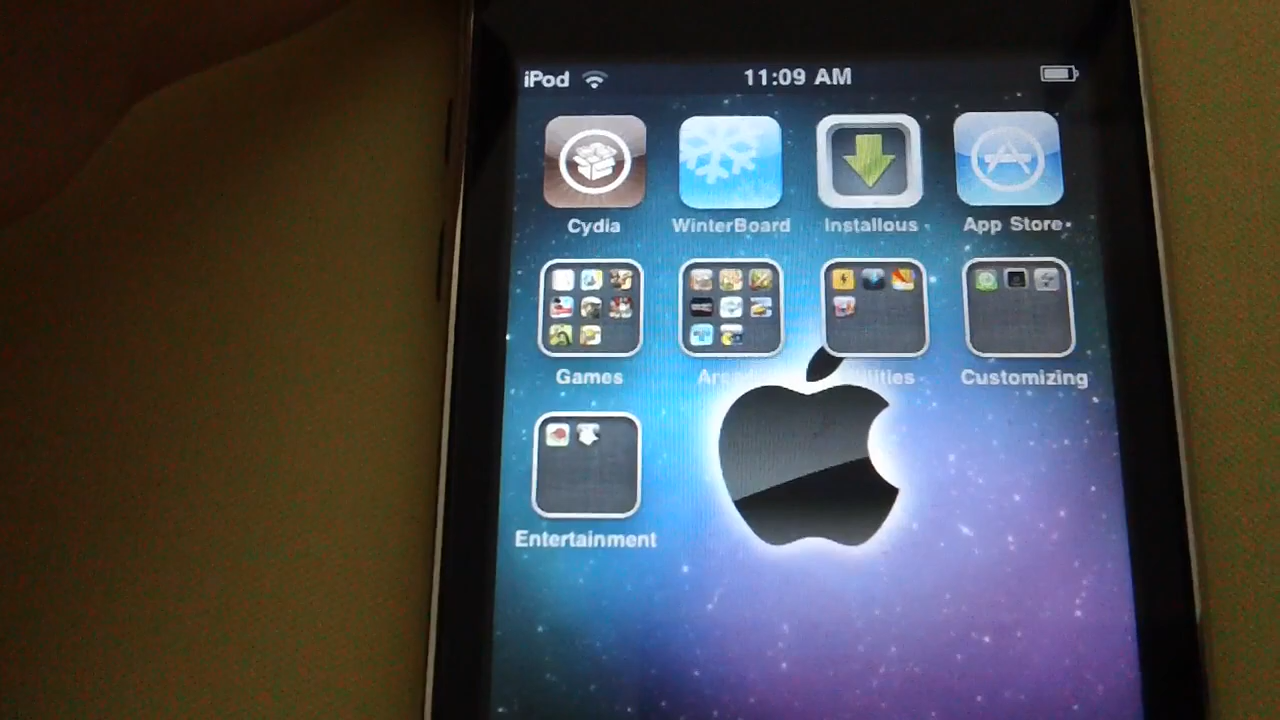 iPod 11:09 AM
Cydia WinterBoard Installous App Store
Games Customizing
Entertainment